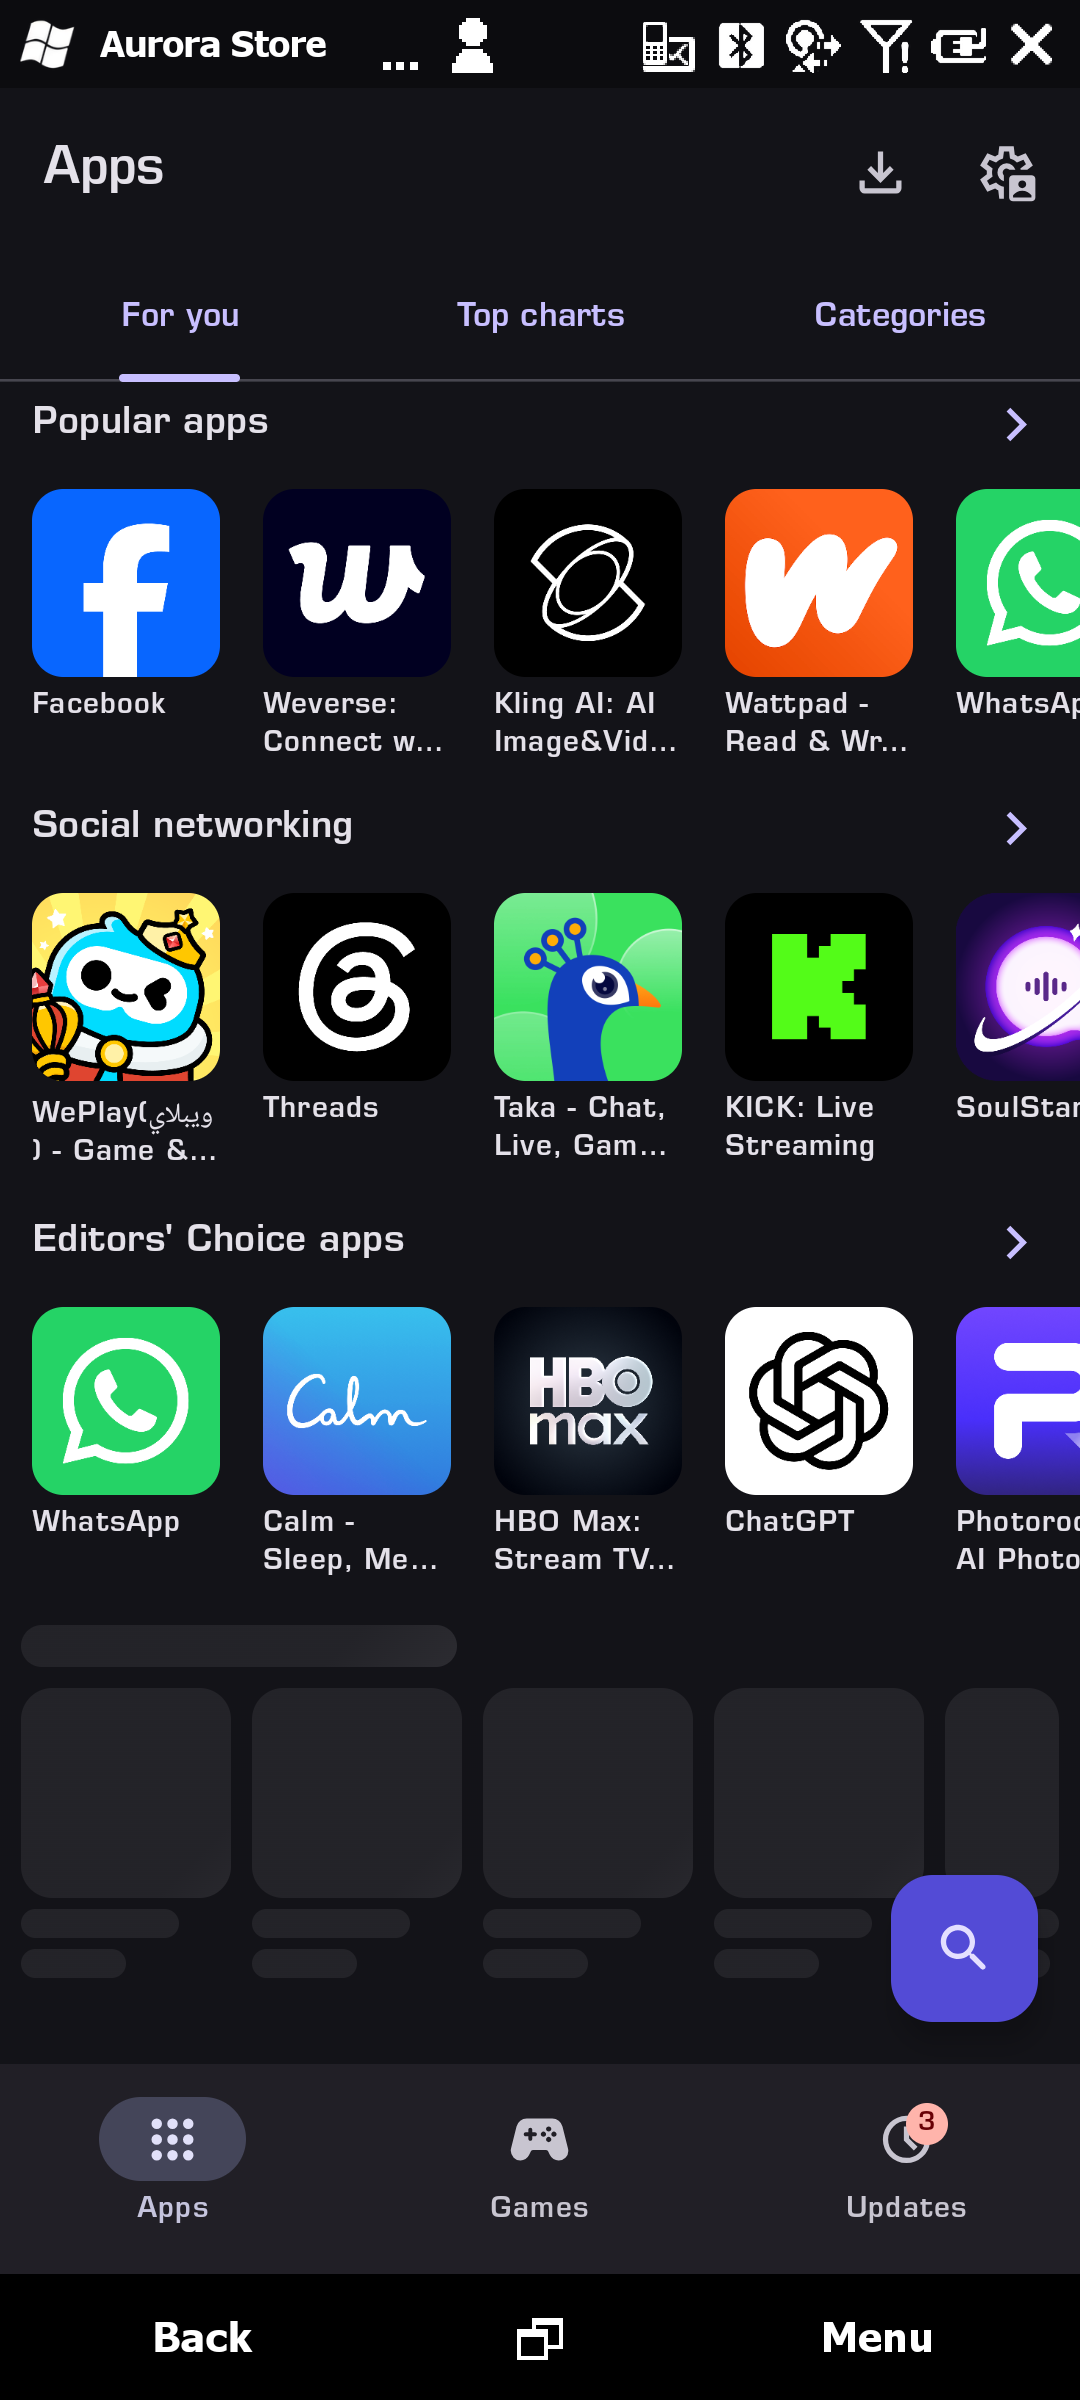 Aurora Store
...
Apps
For you
Top charts
Categories
Popular apps
Facebook
Weverse:
Connect w...
Kling AI: AI
Image&Vid...
Wattpad -
Read & Wr...
WhatsAp
Social networking
WePlay(ويبلاي
) - Game &...
Threads
Taka - Chat,
Live, Gam...
KICK: Live
Streaming
SoulStar
Editors' Choice apps
Calm
HBO
max
WhatsApp
Calm -
Sleep, Me...
HBO Max:
Stream TV...
ChatGPT
Photoroo
AI Photo
3
Apps
Games
Updates
Back
Menu